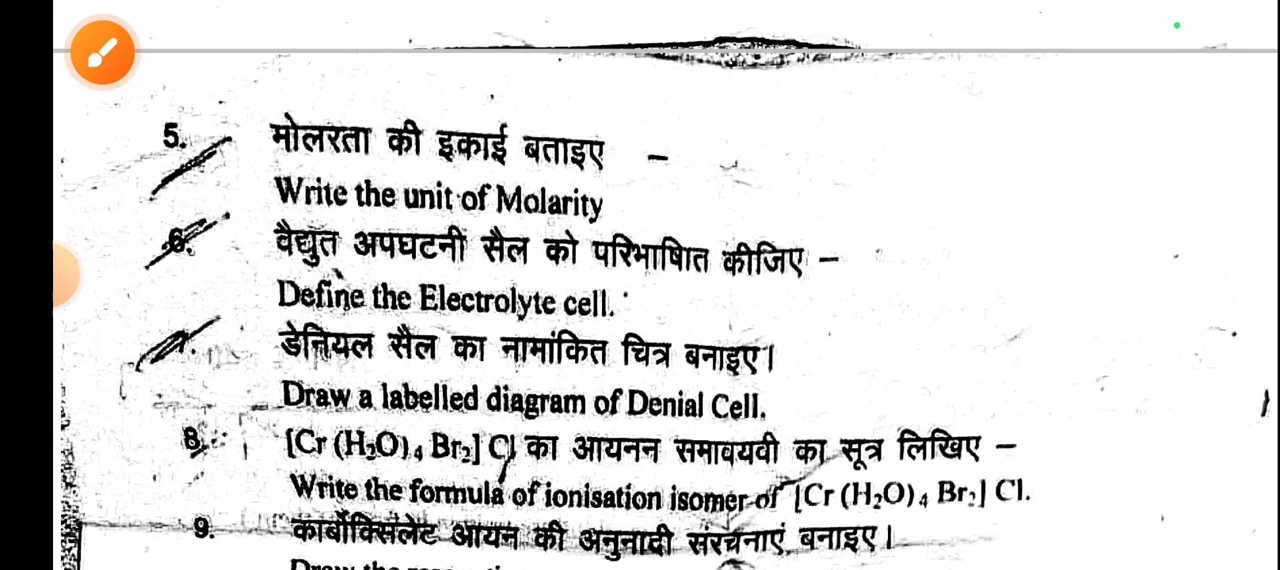 5. मोलरता की इकाई बताइए –
Write the unit of Molarity
6. वैद्युत अपघटनी सैल को परिभाषित कीजिए –
Define the Electrolyte cell.
डेनियल सैल का नामांकित चित्र बनाइए।
Draw a labelled diagram of Denial Cell.
8. [Cr (H₂O)₄ Br₂] Cl का आयनन समावयवी का सूत्र लिखिए –
Write the formula of ionisation isomer of [Cr (H₂O)₄ Br₂] Cl.
9. कार्बोक्सिलेट आयन की अनुनादी संरचनाएं बनाइए।
Draw the